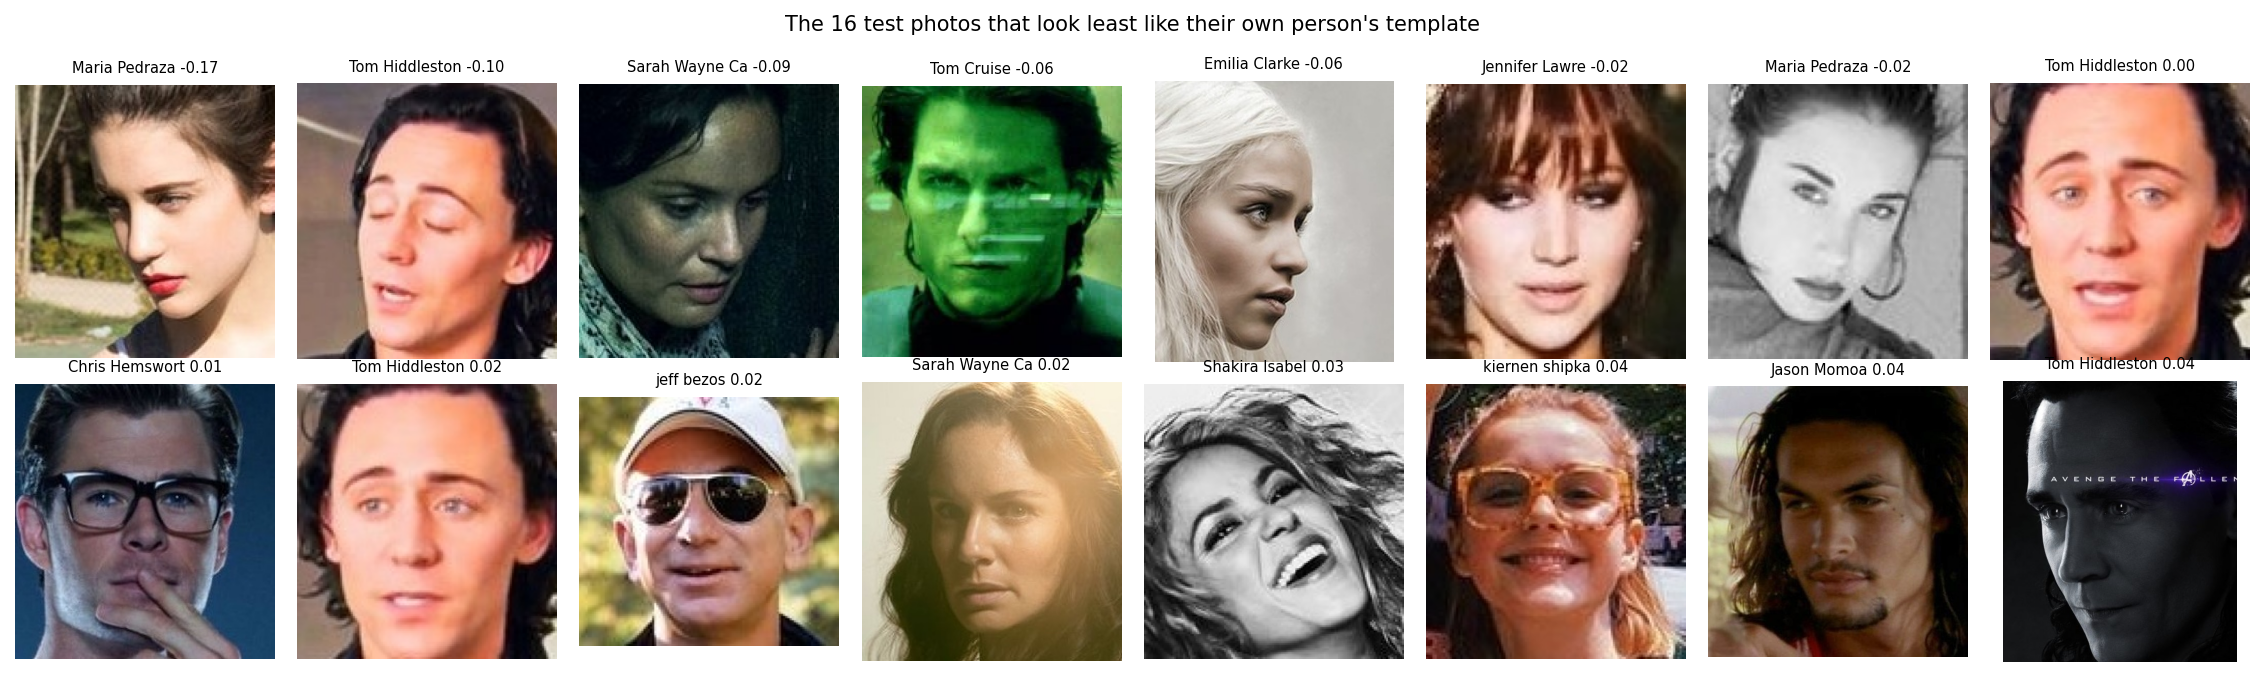 The 16 test photos that look least like their own person's template
Maria Pedraza -0.17
Tom Hiddleston -0.10
Sarah Wayne Ca -0.09
Tom Cruise -0.06
Emilia Clarke -0.06
Jennifer Lawre -0.02
Maria Pedraza -0.02
Tom Hiddleston 0.00
Chris Hemswort 0.01
Tom Hiddleston 0.02
jeff bezos 0.02
Sarah Wayne Ca 0.02
Shakira Isabel 0.03
kiernen shipka 0.04
Jason Momoa 0.04
Tom Hiddleston 0.04
AVENGE THE FALLEN